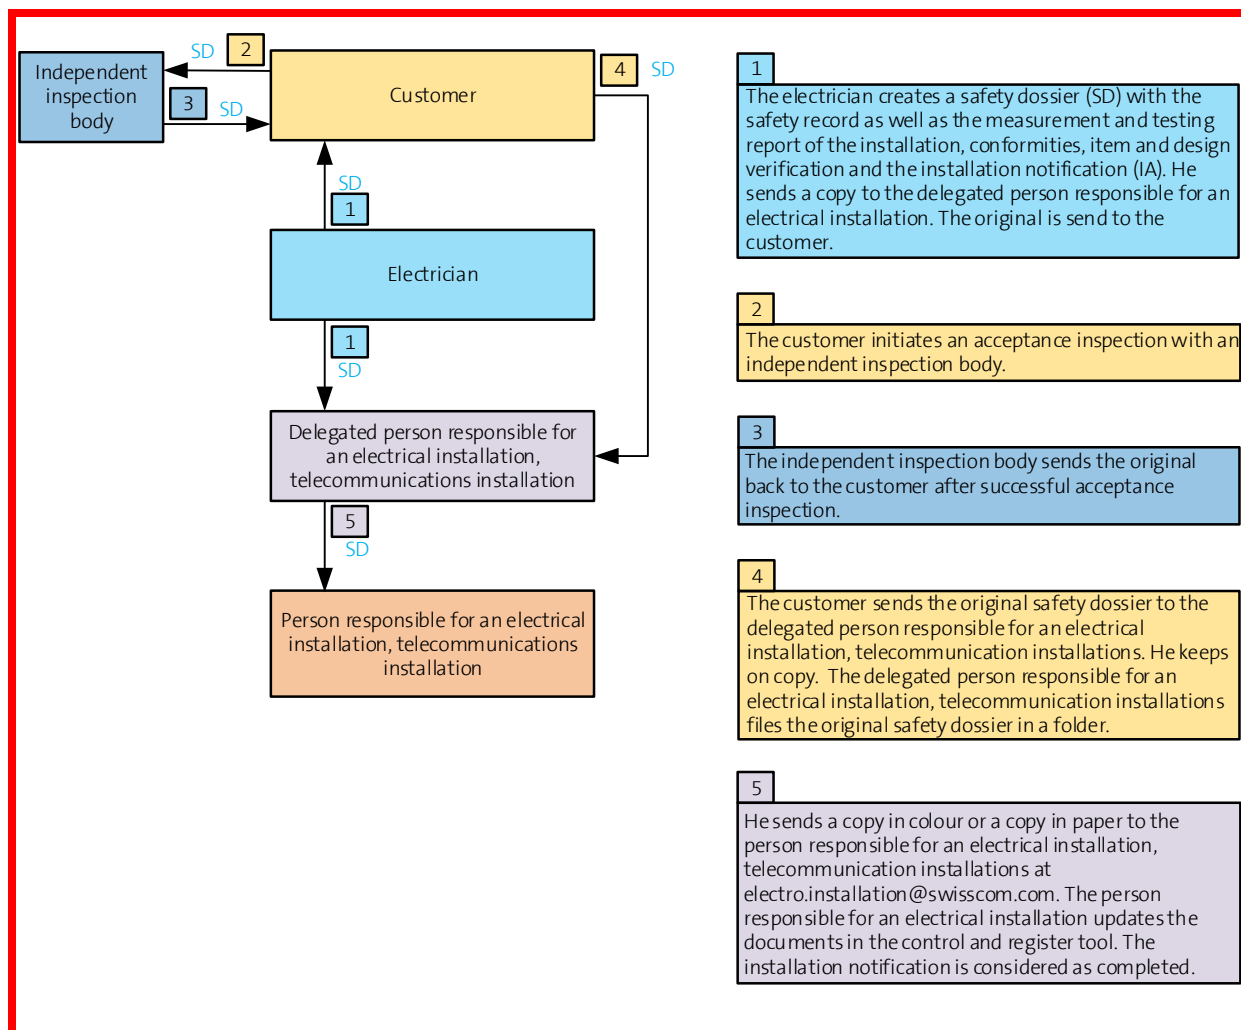 SD
2
4
SD
Independent
inspection
body
Customer
3
SD
SD
1
Electrician
1
SD
Delegated person responsible for
an electrical installation,
telecommunications installation
5
SD
Person responsible for an electrical
installation, telecommunications
installation
1
The electrician creates a safety dossier (SD) with the
safety record as well as the measurement and testing
report of the installation, conformities, item and design
verification and the installation notification (IA). He
sends a copy to the delegated person responsible for an
electrical installation. The original is send to the
customer.
2
The customer initiates an acceptance inspection with an
independent inspection body.
3
The independent inspection body sends the original
back to the customer after successful acceptance
inspection.
4
The customer sends the original safety dossier to the
delegated person responsible for an electrical
installation, telecommunication installations. He keeps
on copy. The delegated person responsible for an
electrical installation, telecommunication installations
files the original safety dossier in a folder.
5
He sends a copy in colour or a copy in paper to the
person responsible for an electrical installation,
telecommunication installations at
electro.installation@swisscom.com. The person
responsible for an electrical installation updates the
documents in the control and register tool. The
installation notification is considered as completed.